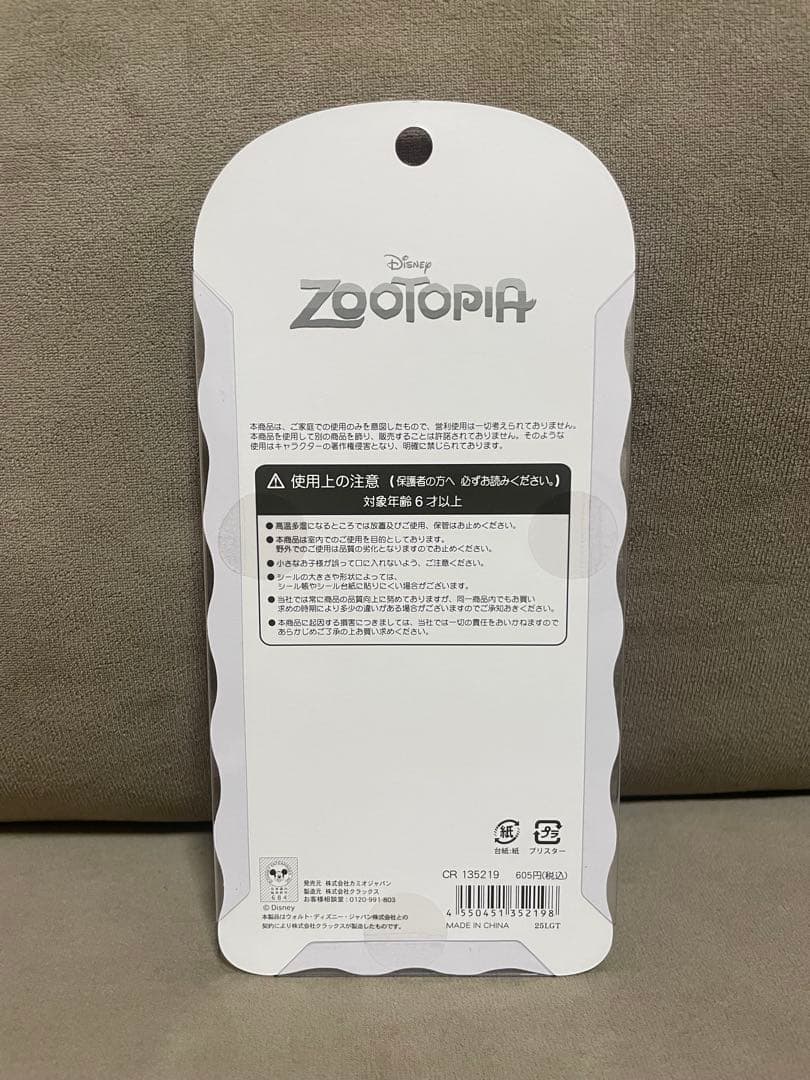 Disney
ZOOTOPIA
本商品は、ご家庭での使用のみを意図したもので、営利使用は一切考えられておりません。
本商品を使用して別の商品を飾り、販売することは許諾されておりません。そのような
使用はキャラクターの著作権侵害となり、明確に禁じられております。
⚠ 使用上の注意 (保護者の方へ 必ずお読みください。)
対象年齢6才以上
●高温多湿になるところでは放置及びご使用、保管はお止めください。
●本商品は室内でのご使用を目的としております。
野外でのご使用は品質の劣化となりますのでお止めください。
●小さなお子様が誤って口に入れないよう、ご注意ください。
●シールの大きさや形状によっては、
シール帳やシール台紙に貼りにくい場合がございます。
●当社では常に商品の品質向上に努めておりますが、同一商品内でもお買い
求めの時期により多少の違いがある場合がございますのでご承知おきください。
●本商品に起因する損害につきましては、当社では一切の責任をおいかねますので
あらかじめご了承の上お買い求めください。
紙 プラ
台紙:紙 ブリスター
CR 135219 605円(税込)
発売元 株式会社カミオジャパン
製造元 株式会社クラックス
お客様相談室:0120-991-803
684
© Disney
本製品はウォルト・ディズニー・ジャパン株式会社との
契約により株式会社クラックスが製造したものです。
4 550451 352198
MADE IN CHINA 25LGT